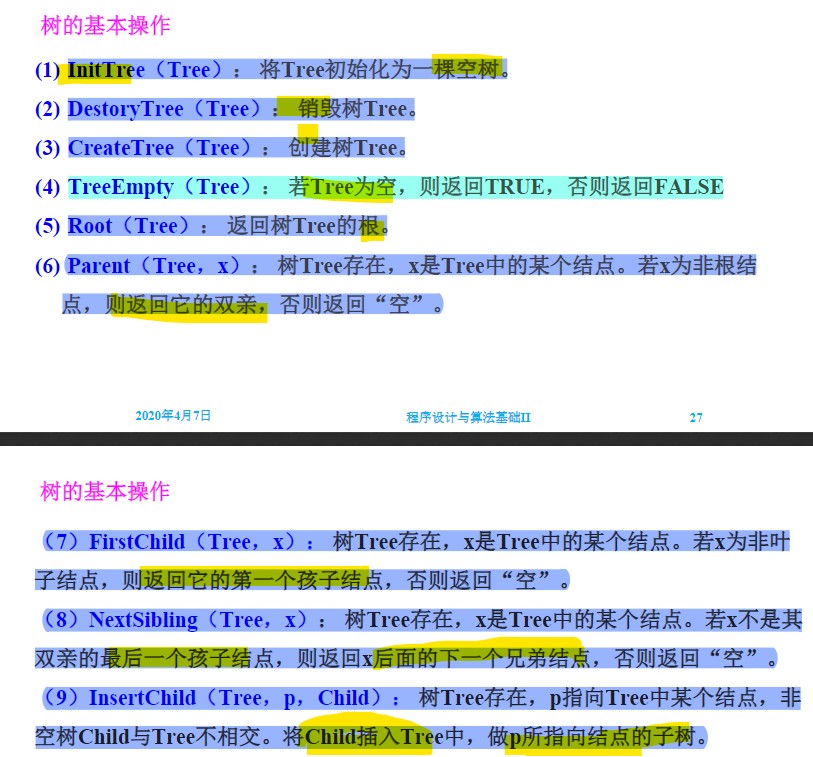 树的基本操作
(1) InitTree（Tree）： 将Tree初始化为一棵空树。
(2) DestoryTree（Tree）： 销毁树Tree。
(3) CreateTree（Tree）： 创建树Tree。
(4) TreeEmpty（Tree）： 若Tree为空，则返回TRUE，否则返回FALSE
(5) Root（Tree）： 返回树Tree的根。
(6) Parent（Tree，x）： 树Tree存在，x是Tree中的某个结点。若x为非根结
点，则返回它的双亲，否则返回“空”。
2020年4月7日 程序设计与算法基础II 27
树的基本操作
（7）FirstChild（Tree，x）： 树Tree存在，x是Tree中的某个结点。若x为非叶
子结点，则返回它的第一个孩子结点，否则返回“空”。
（8）NextSibling（Tree，x）： 树Tree存在，x是Tree中的某个结点。若x不是其
双亲的最后一个孩子结点，则返回x后面的下一个兄弟结点，否则返回“空”。
（9）InsertChild（Tree，p，Child）： 树Tree存在，p指向Tree中某个结点，非
空树Child与Tree不相交。将Child插入Tree中，做p所指向结点的子树。